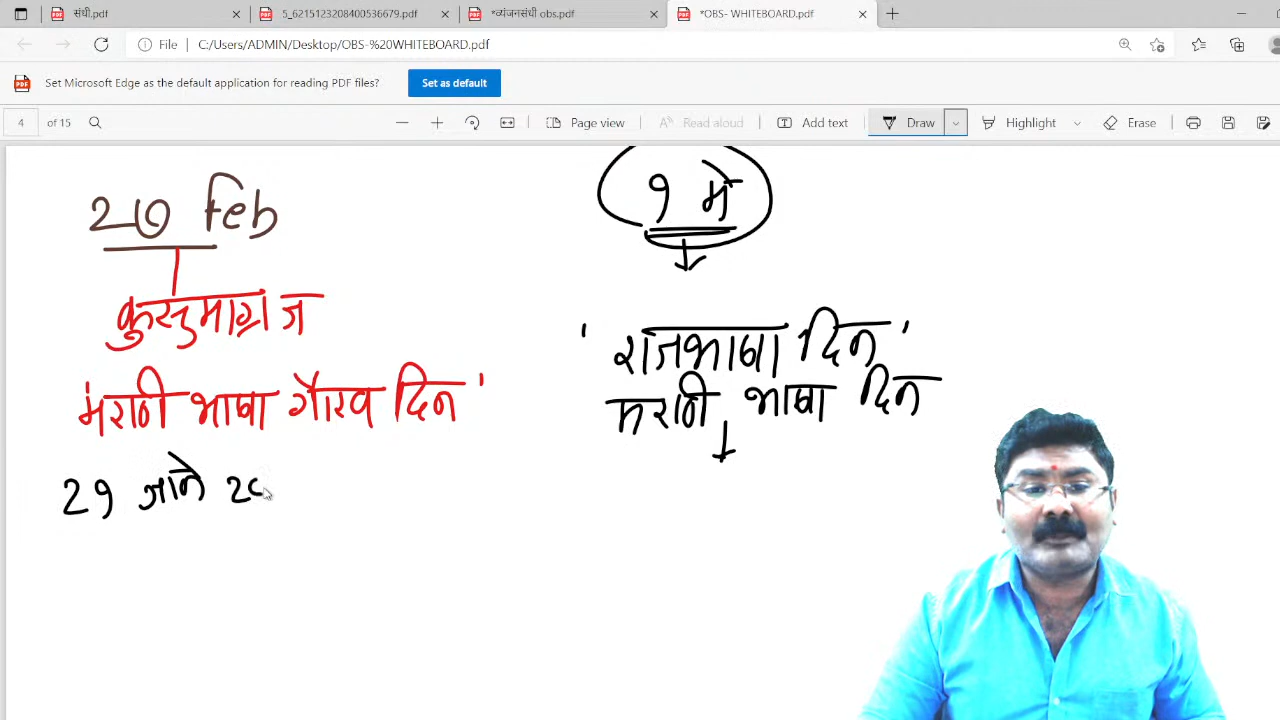 संधी.pdf
5_6215123208400536679.pdf
*व्यंजनसंधी obs.pdf
*OBS- WHITEBOARD.pdf
File C:/Users/ADMIN/Desktop/OBS-%20WHITEBOARD.pdf
Set Microsoft Edge as the default application for reading PDF files? Set as default
4 of 15 Page view Read aloud Add text Draw Highlight Erase
२७ Feb
कुसुमाग्रज
'मराठी भाषा गौरव दिन'
२१ जाने २०
१ मे
'राजभाषा दिन'
मराठी भाषा दिन